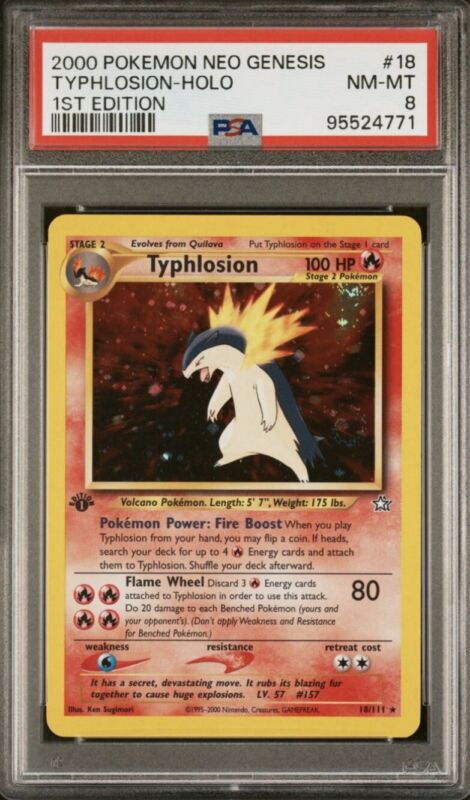 2000 POKEMON NEO GENESIS #18
TYPHLOSION-HOLO NM-MT
1ST EDITION 8
PSA 95524771
STAGE 2 Evolves from Quilava Put Typhlosion on the Stage 1 card
Typhlosion 100 HP
Stage 2 Pokémon
EDITION
1
Volcano Pokémon. Length: 5' 7", Weight: 175 lbs.
Pokémon Power: Fire Boost When you play
Typhlosion from your hand, you may flip a coin. If heads,
search your deck for up to 4 Energy cards and attach
them to Typhlosion. Shuffle your deck afterward.
Flame Wheel Discard 3 Energy cards
attached to Typhlosion in order to use this attack. 80
Do 20 damage to each Benched Pokémon (yours and
your opponent's). (Don't apply Weakness and Resistance
for Benched Pokémon.)
weakness resistance retreat cost
It has a secret, devastating move. It rubs its blazing fur
together to cause huge explosions. LV. 57 #157
Illus. Ken Sugimori ©1995-2000 Nintendo, Creatures, GAMEFREAK. 18/111 ★
PSA